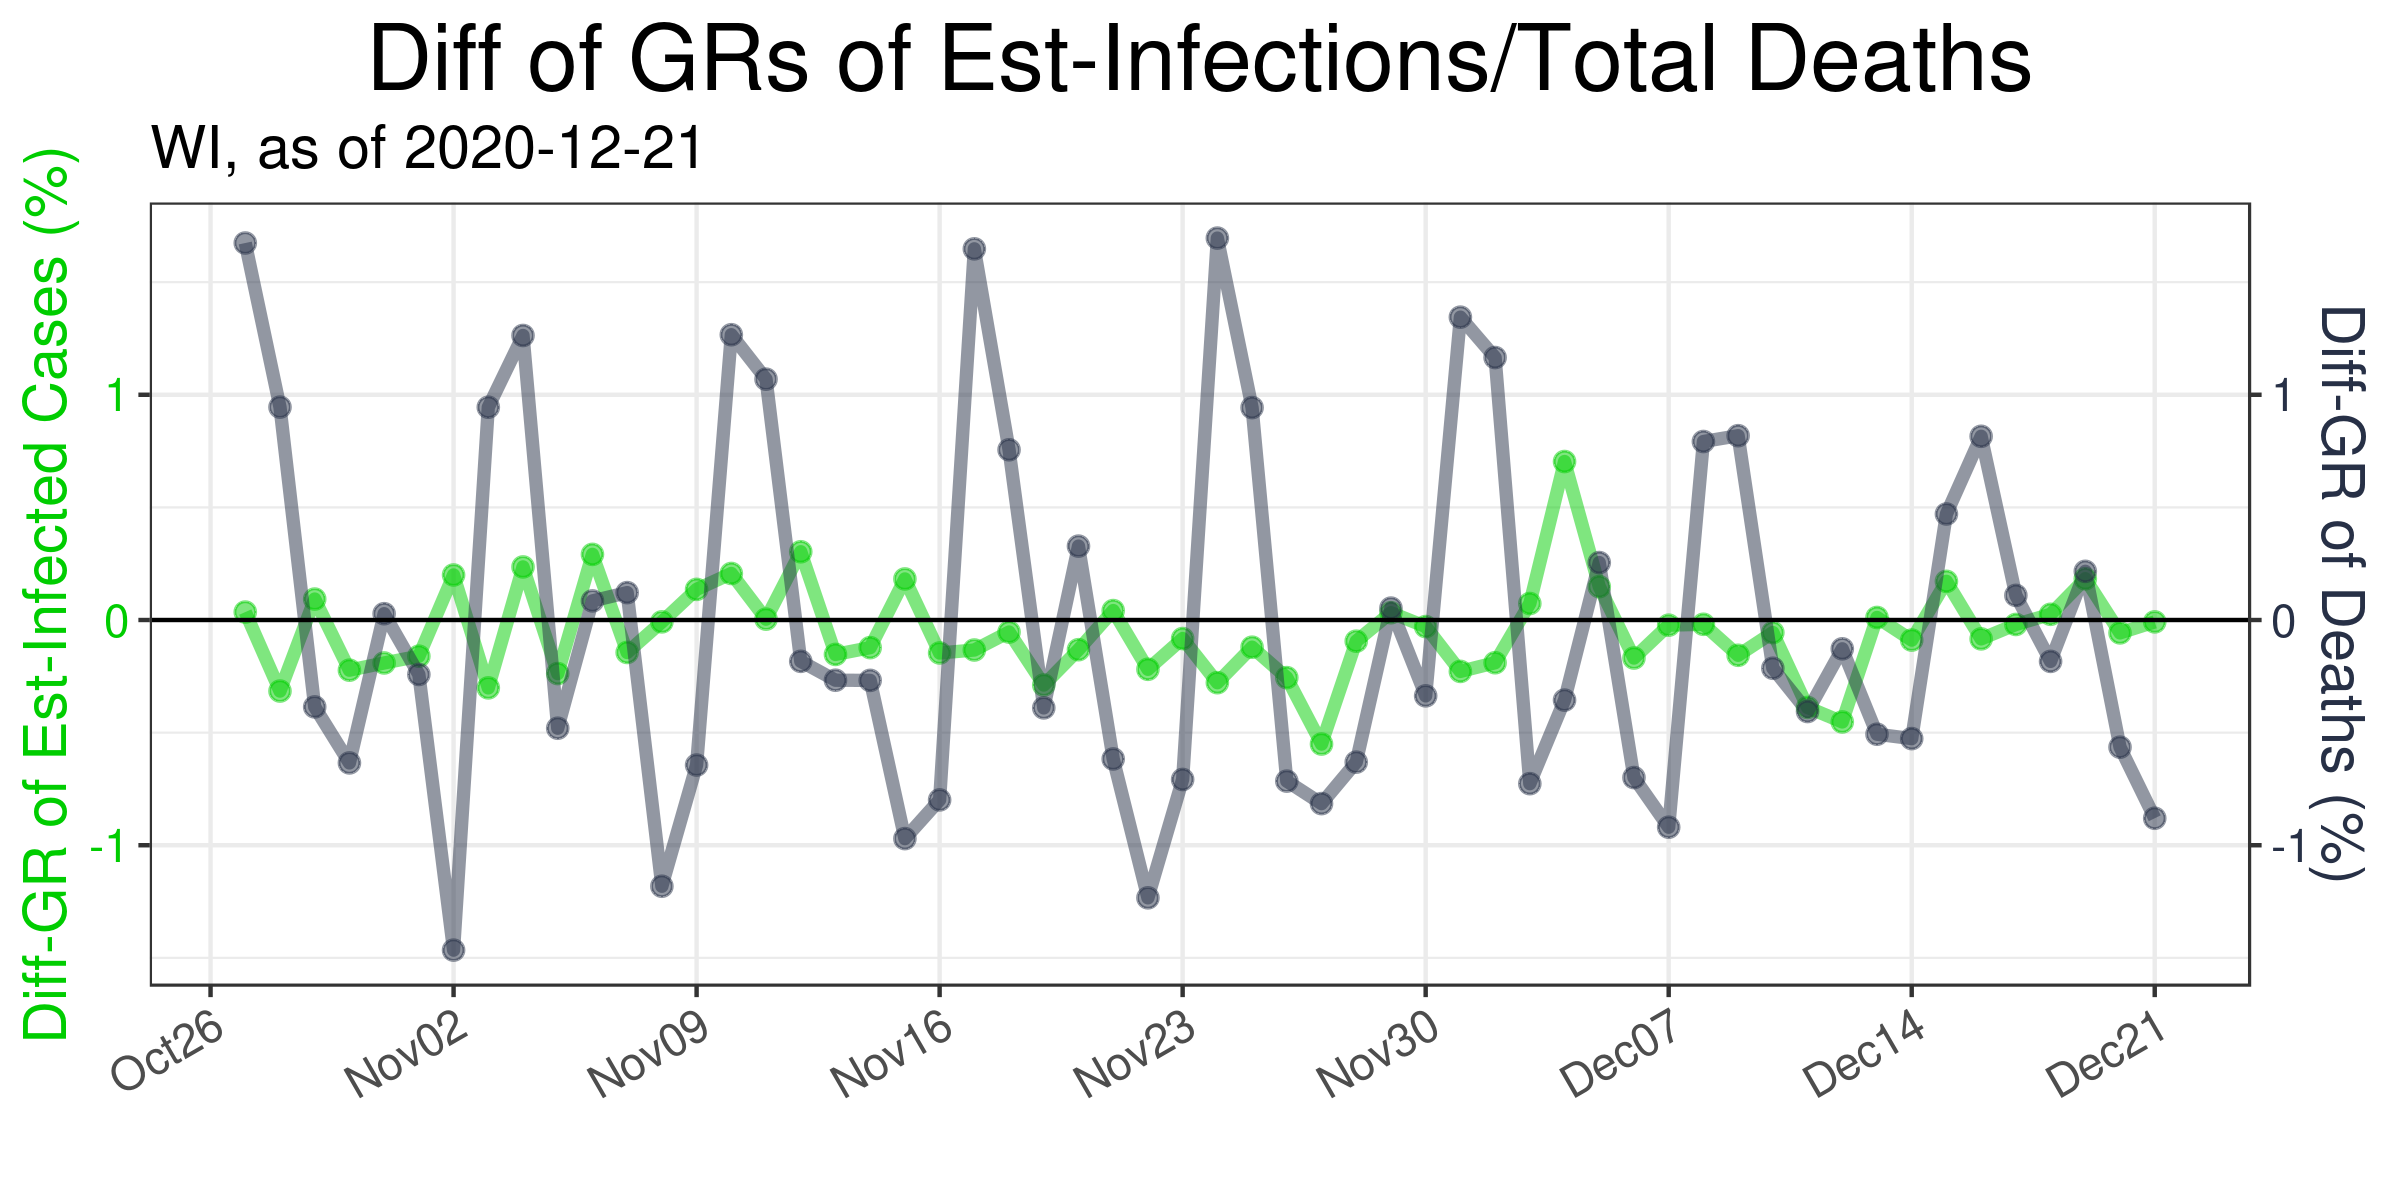 Diff of GRs of Est-Infections/Total Deaths
WI, as of 2020-12-21
Diff-GR of Est-Infected Cases (%)
1
0
-1
1
0
-1
Diff-GR of Deaths (%)
Oct26
Nov02
Nov09
Nov16
Nov23
Nov30
Dec07
Dec14
Dec21